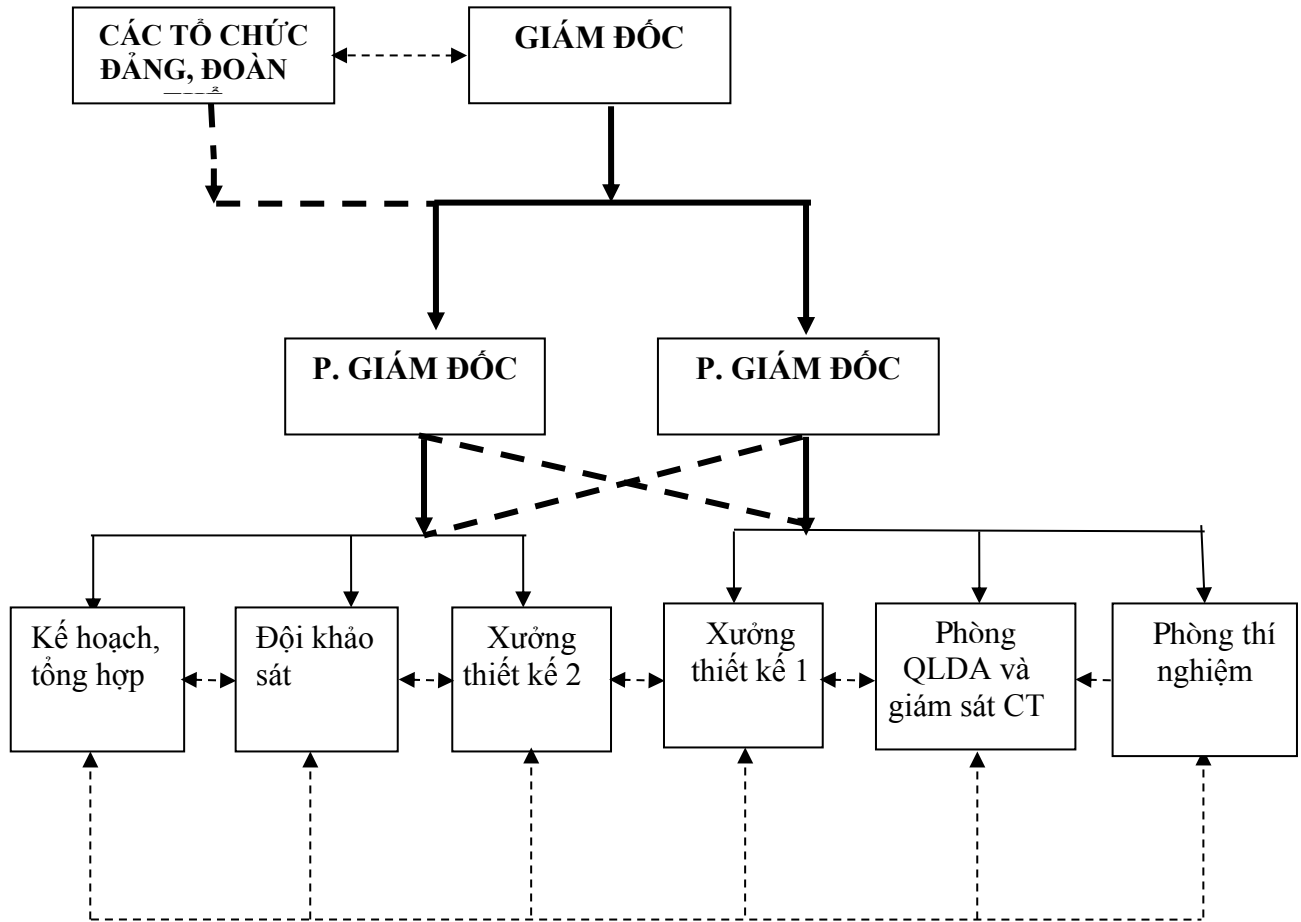 CÁC TỔ CHỨC
ĐẢNG, ĐOÀN
GIÁM ĐỐC
P. GIÁM ĐỐC
P. GIÁM ĐỐC
Kế hoạch,
tổng hợp
Đội khảo
sát
Xưởng
thiết kế 2
Xưởng
thiết kế 1
Phòng
QLDA và
giám sát CT
Phòng thí
nghiệm